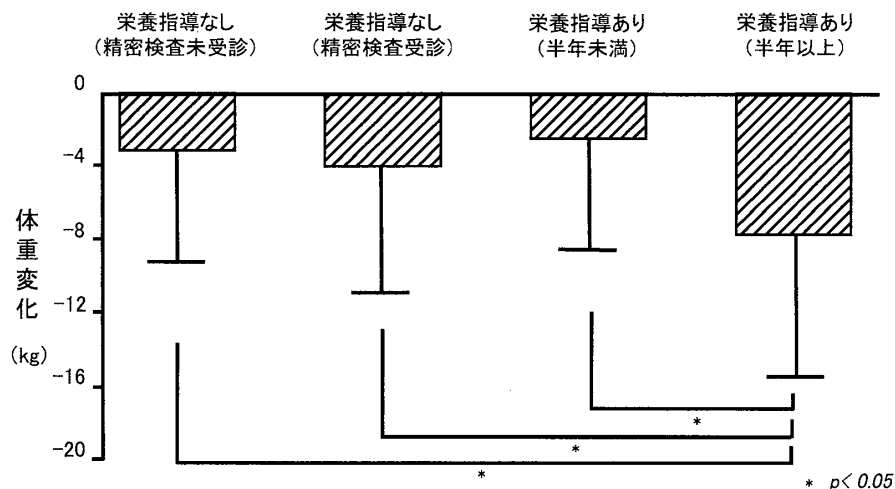 栄養指導なし
(精密検査未受診)
栄養指導なし
(精密検査受診)
栄養指導あり
(半年未満)
栄養指導あり
(半年以上)
0
-4
-8
-12
-16
-20
体重変化
(kg)
*
*
*
* p< 0.05